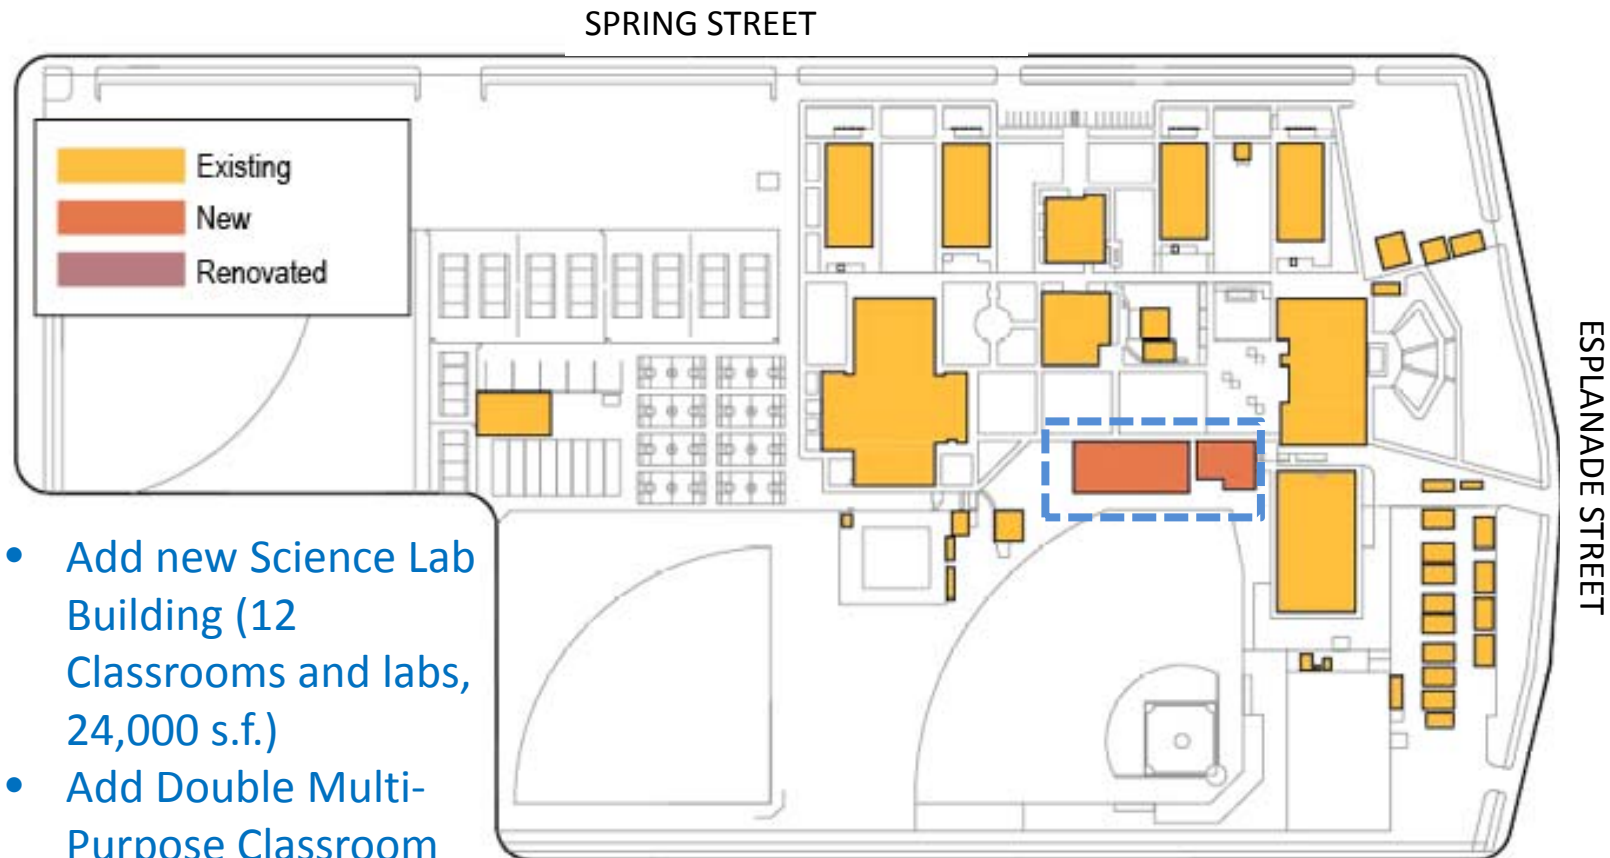 SPRING STREET
Existing
New
Renovated
ESPLANADE STREET
• Add new Science Lab
Building (12
Classrooms and labs,
24,000 s.f.)
• Add Double Multi-
Purpose Classroom